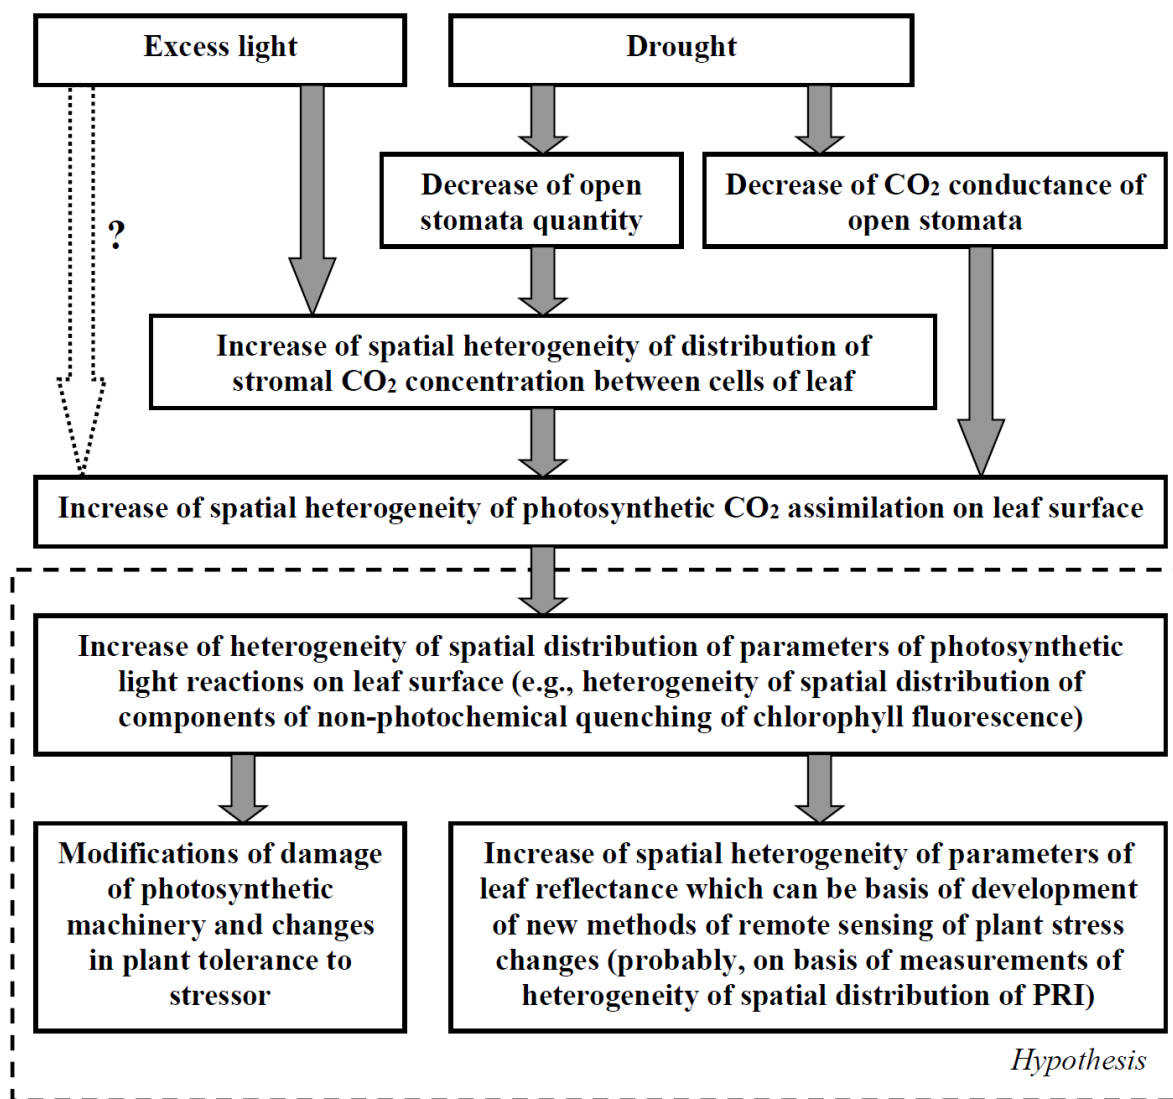 Excess light
Drought
Decrease of open
stomata quantity
Decrease of CO₂ conductance of
open stomata
?
Increase of spatial heterogeneity of distribution of
stromal CO₂ concentration between cells of leaf
Increase of spatial heterogeneity of photosynthetic CO₂ assimilation on leaf surface
Increase of heterogeneity of spatial distribution of parameters of photosynthetic
light reactions on leaf surface (e.g., heterogeneity of spatial distribution of
components of non-photochemical quenching of chlorophyll fluorescence)
Modifications of damage
of photosynthetic
machinery and changes
in plant tolerance to
stressor
Increase of spatial heterogeneity of parameters of
leaf reflectance which can be basis of development
of new methods of remote sensing of plant stress
changes (probably, on basis of measurements of
heterogeneity of spatial distribution of PRI)
Hypothesis